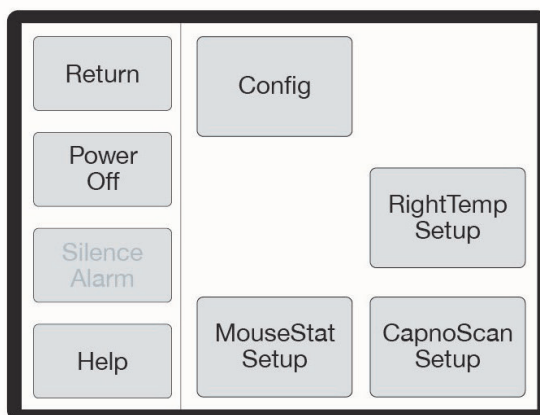 Return
Power
Off
Silence
Alarm
Help
Config
RightTemp
Setup
MouseStat
Setup
CapnoScan
Setup